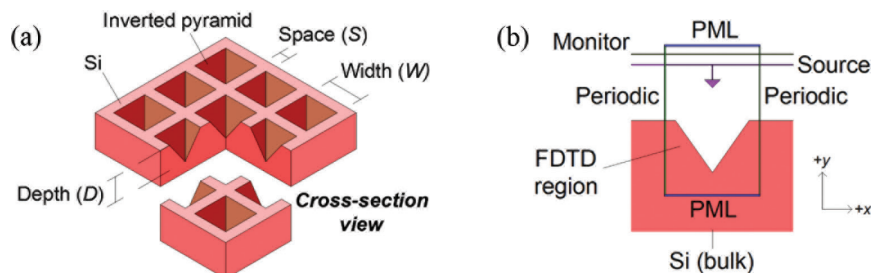 (a)
Inverted pyramid
Si
Space (S)
Width (W)
Depth (D)
Cross-section
view
(b)
PML
Monitor
Source
Periodic
Periodic
FDTD
region
PML
+y
+x
Si (bulk)